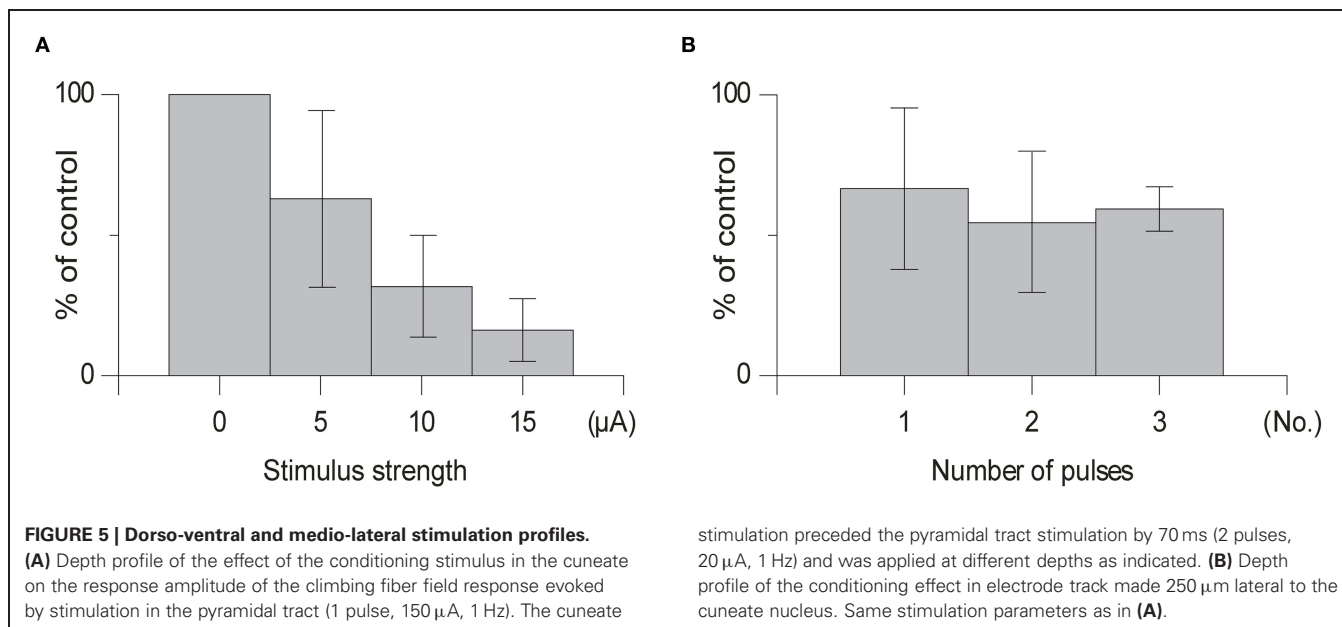 A
100
% of control
0
0 5 10 15 (µA)
Stimulus strength
B
100
% of control
0
1 2 3 (No.)
Number of pulses
FIGURE 5 | Dorso-ventral and medio-lateral stimulation profiles.
(A) Depth profile of the effect of the conditioning stimulus in the cuneate
on the response amplitude of the climbing fiber field response evoked
by stimulation in the pyramidal tract (1 pulse, 150 µA, 1 Hz). The cuneate
stimulation preceded the pyramidal tract stimulation by 70 ms (2 pulses,
20 µA, 1 Hz) and was applied at different depths as indicated. (B) Depth
profile of the conditioning effect in electrode track made 250 µm lateral to the
cuneate nucleus. Same stimulation parameters as in (A).